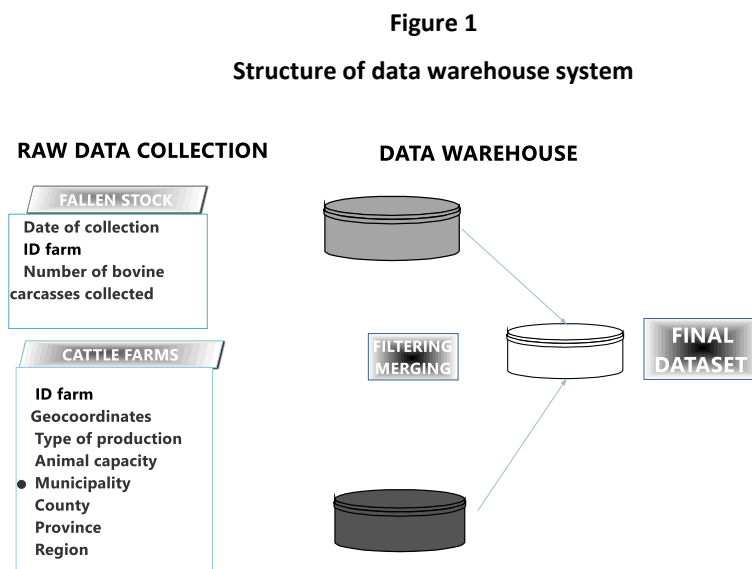 Figure 1
Structure of data warehouse system
RAW DATA COLLECTION
DATA WAREHOUSE
FALLEN STOCK
Date of collection
ID farm
Number of bovine
carcasses collected
CATTLE FARMS
ID farm
Geocoordinates
Type of production
Animal capacity
● Municipality
County
Province
Region
FILTERING
MERGING
FINAL
DATASET